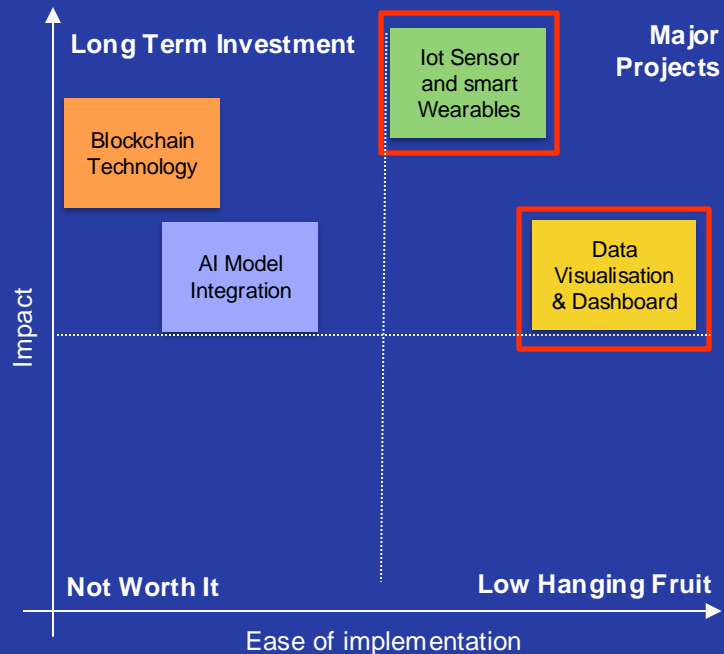 Long Term Investment
Major
Projects
Iot Sensor
and smart
Wearables
Blockchain
Technology
AI Model
Integration
Data
Visualisation
& Dashboard
Impact
Not Worth It
Low Hanging Fruit
Ease of implementation